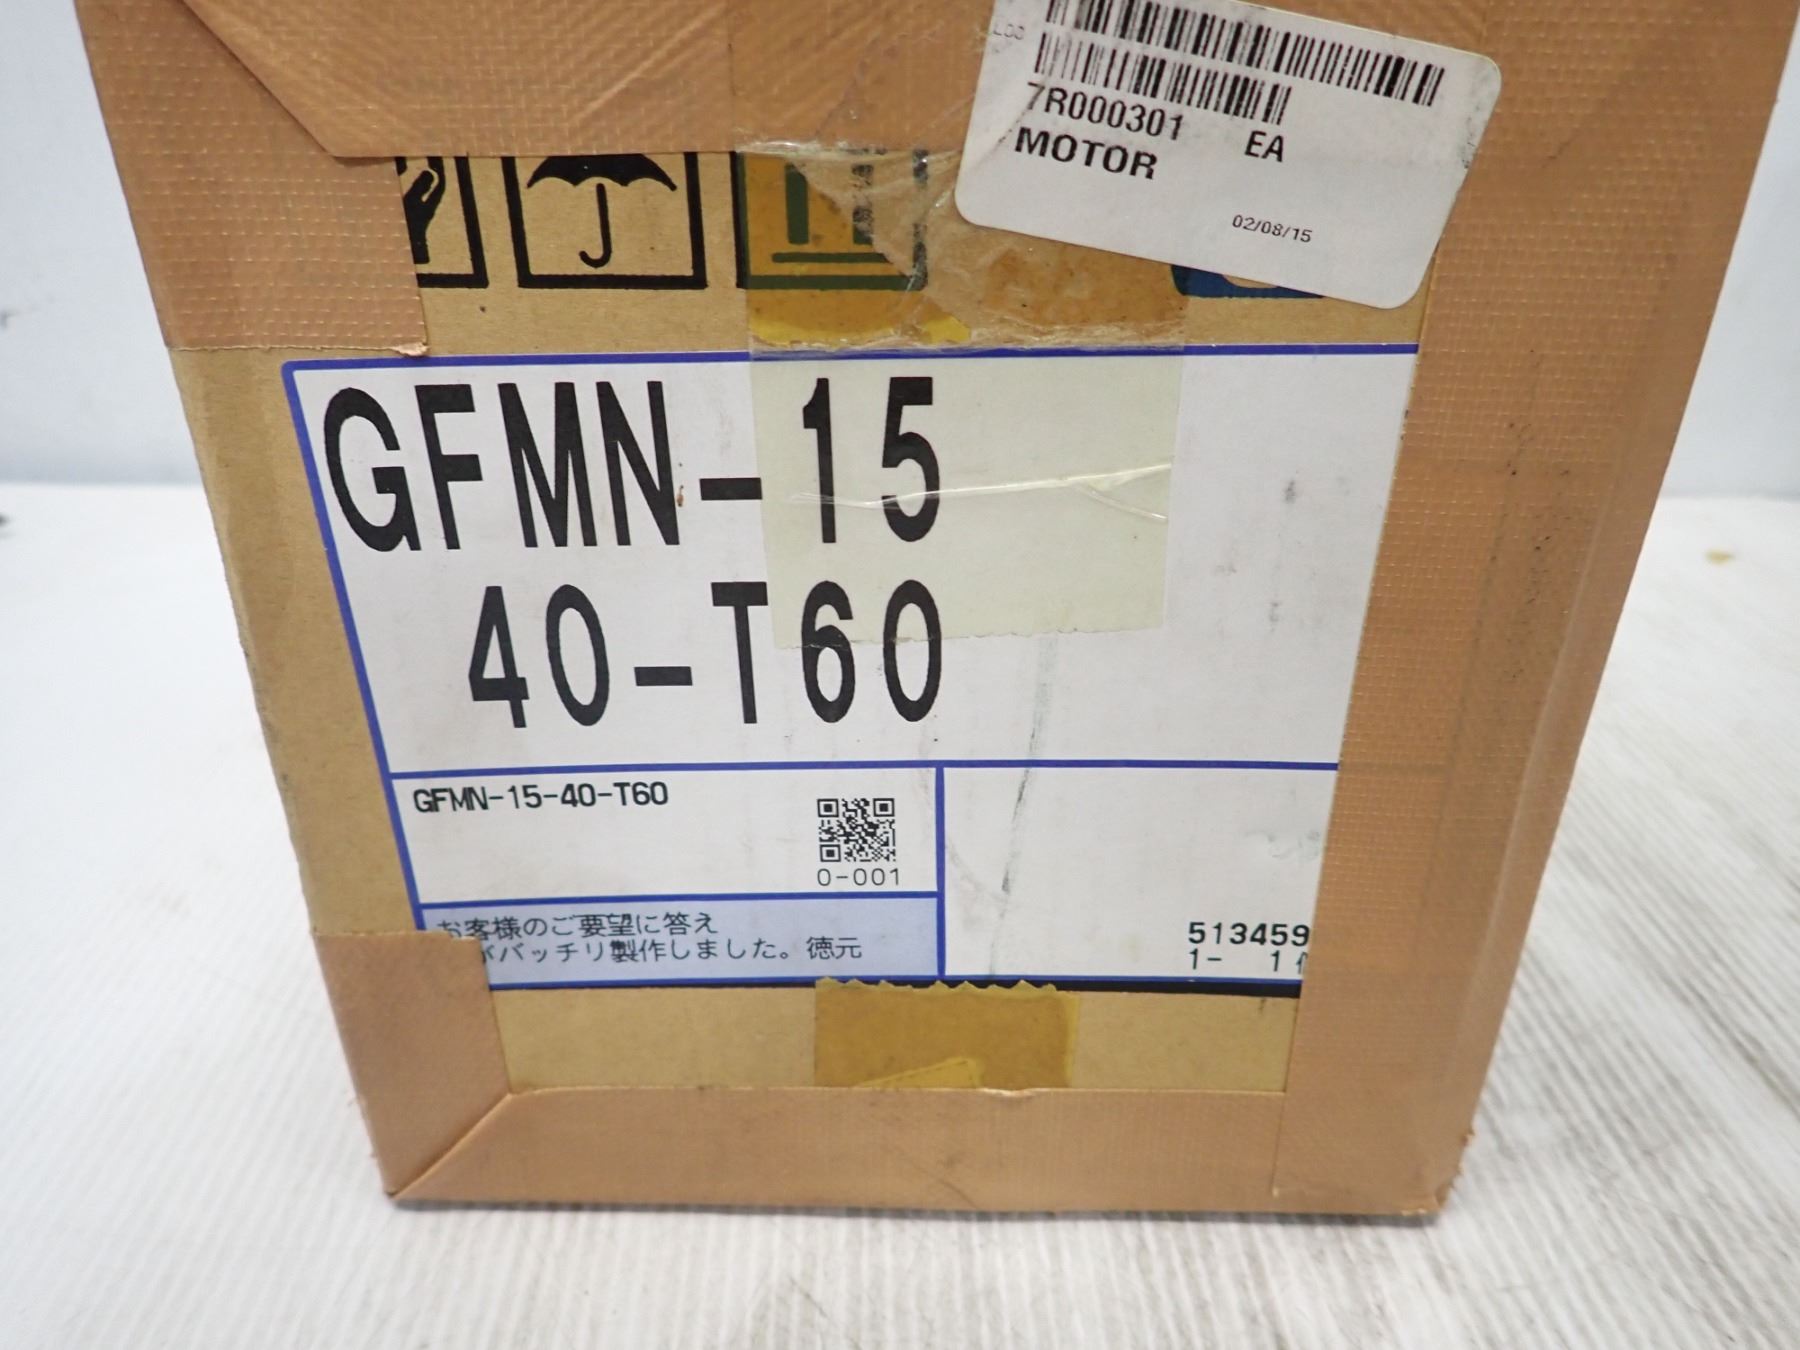 7R000301 EA
MOTOR
02/08/15
GFMN-15
40-T60
GFMN-15-40-T60
0-001
お客様のご要望に答え
がバッチリ製作しました。徳元
513459
1- 1